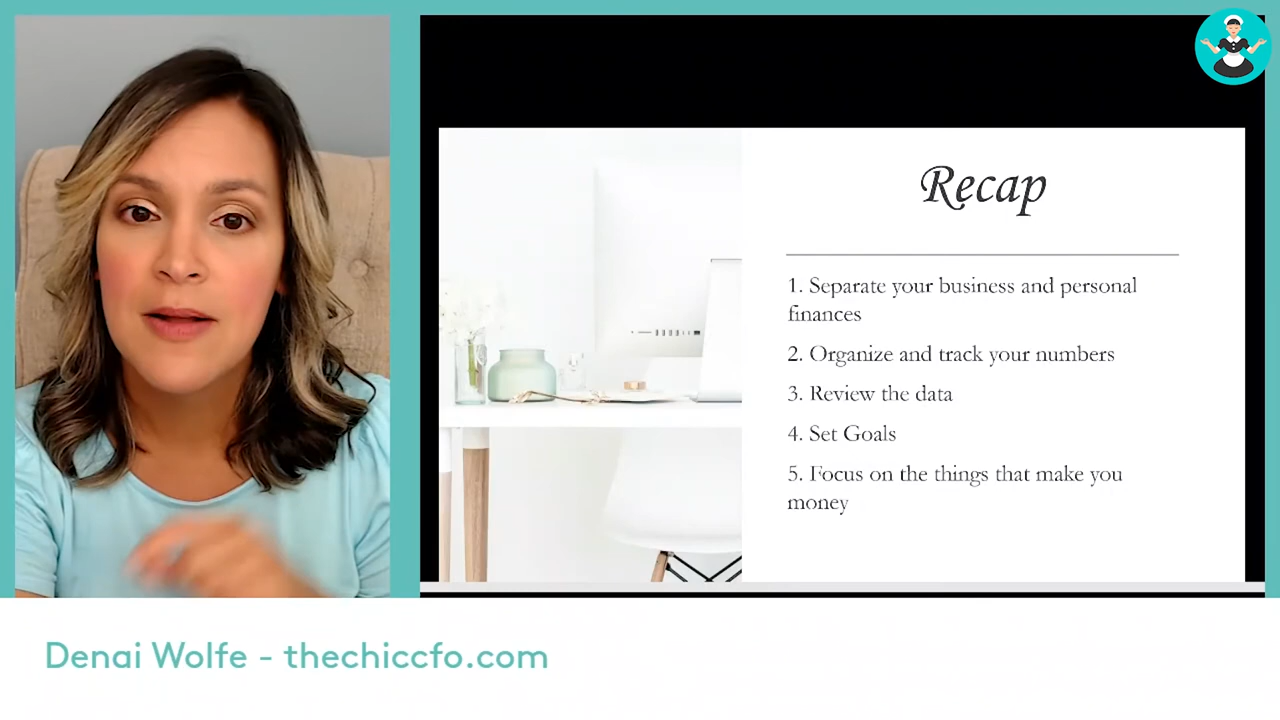 Recap
1. Separate your business and personal
finances
2. Organize and track your numbers
3. Review the data
4. Set Goals
5. Focus on the things that make you
money
Denai Wolfe - thechiccfo.com